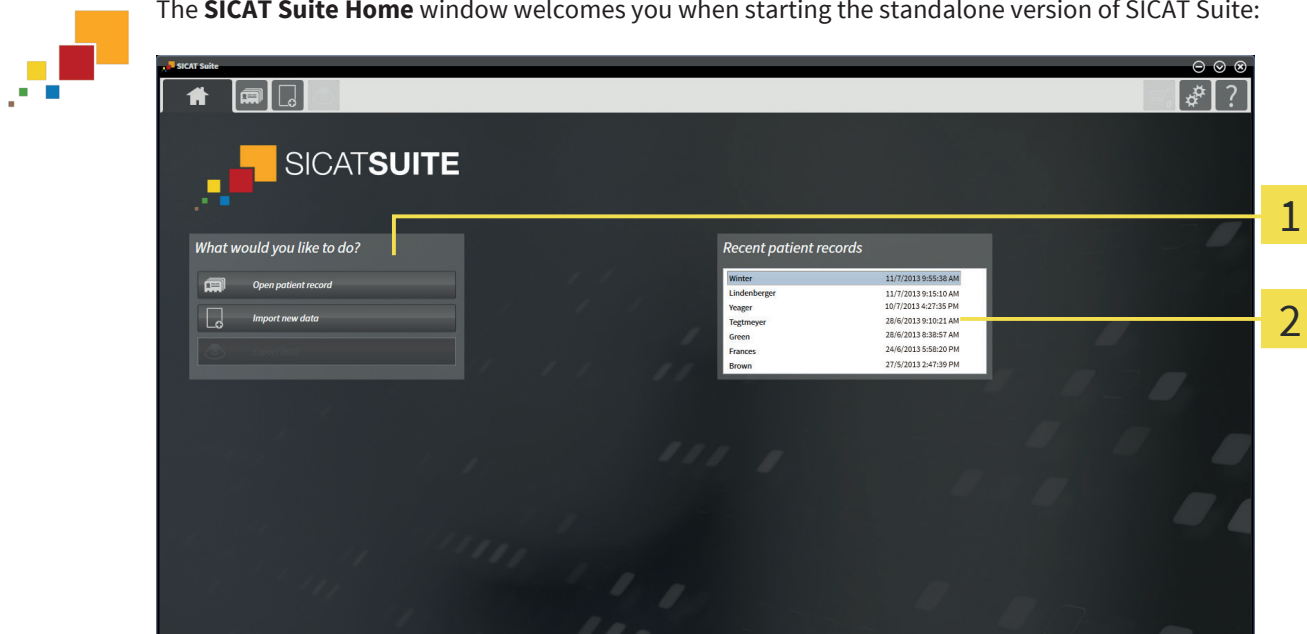 The SICAT Suite Home window welcomes you when starting the standalone version of SICAT Suite:
SICAT Suite
?
SICATSUITE
1
What would you like to do?
Recent patient records
Open patient record
Winter 11/7/2013 9:55:38 AM
Lindenberger 11/7/2013 9:15:10 AM
Import new data
Yeager 10/7/2013 4:27:35 PM
2
Tegtmeyer 28/6/2013 9:10:21 AM
Green 28/6/2013 8:38:57 AM
Frances 24/6/2013 5:58:20 PM
Brown 27/5/2013 2:47:39 PM